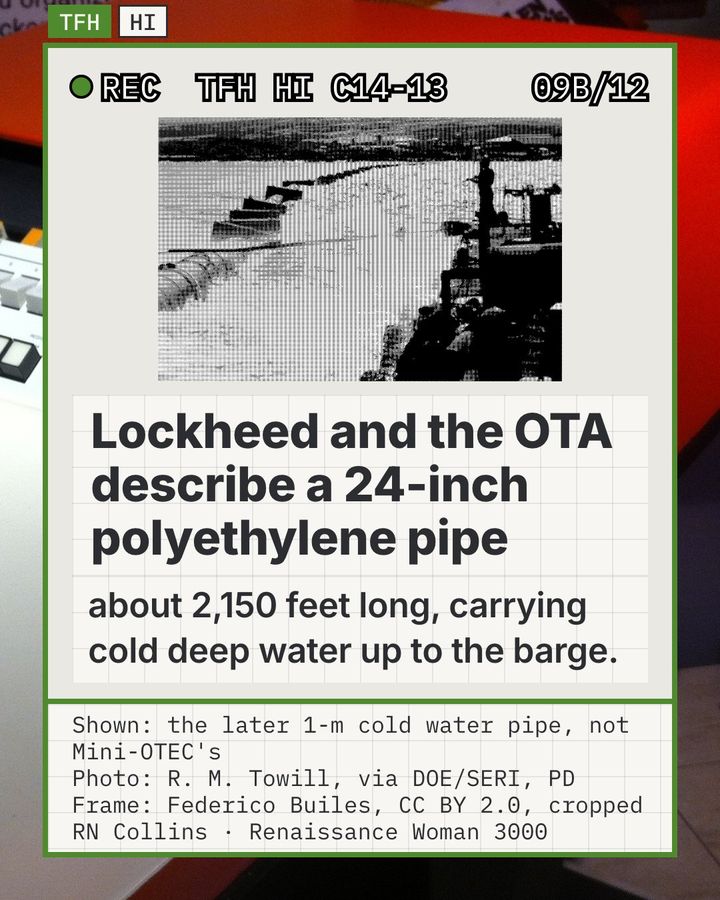 TFH HI
REC TFH HI C14-13 09B/12
Lockheed and the OTA
describe a 24-inch
polyethylene pipe
about 2,150 feet long, carrying
cold deep water up to the barge.
Shown: the later 1-m cold water pipe, not
Mini-OTEC's
Photo: R. M. Towill, via DOE/SERI, PD
Frame: Federico Builes, CC BY 2.0, cropped
RN Collins · Renaissance Woman 3000